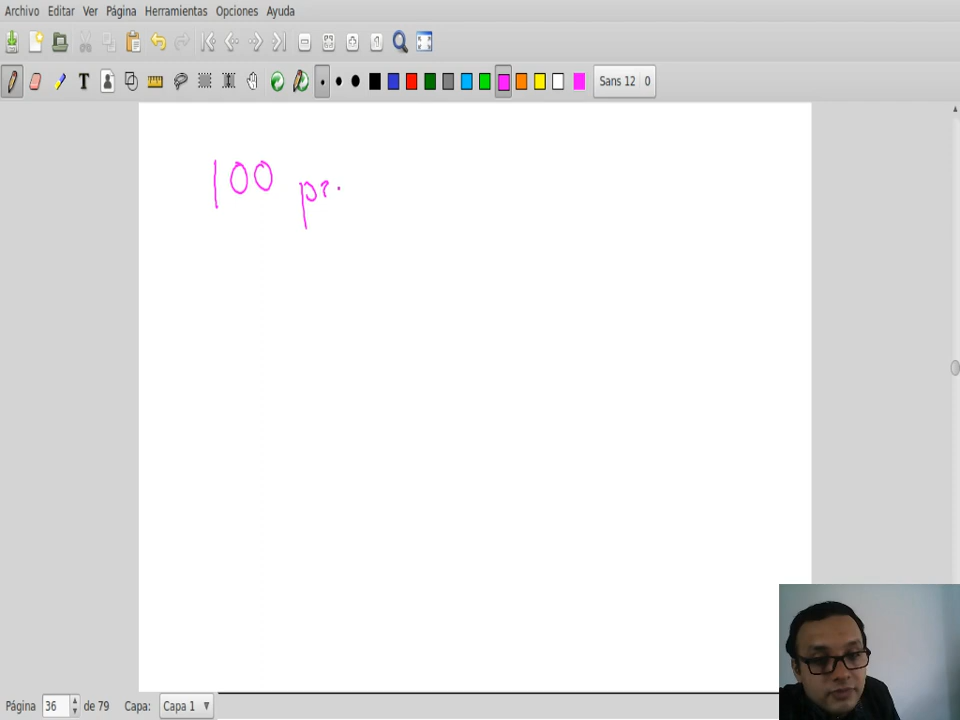 Archivo Editar Ver Página Herramientas Opciones Ayuda
T Sans 12 0
100 pr.
Página 36 de 79 Capa: Capa 1